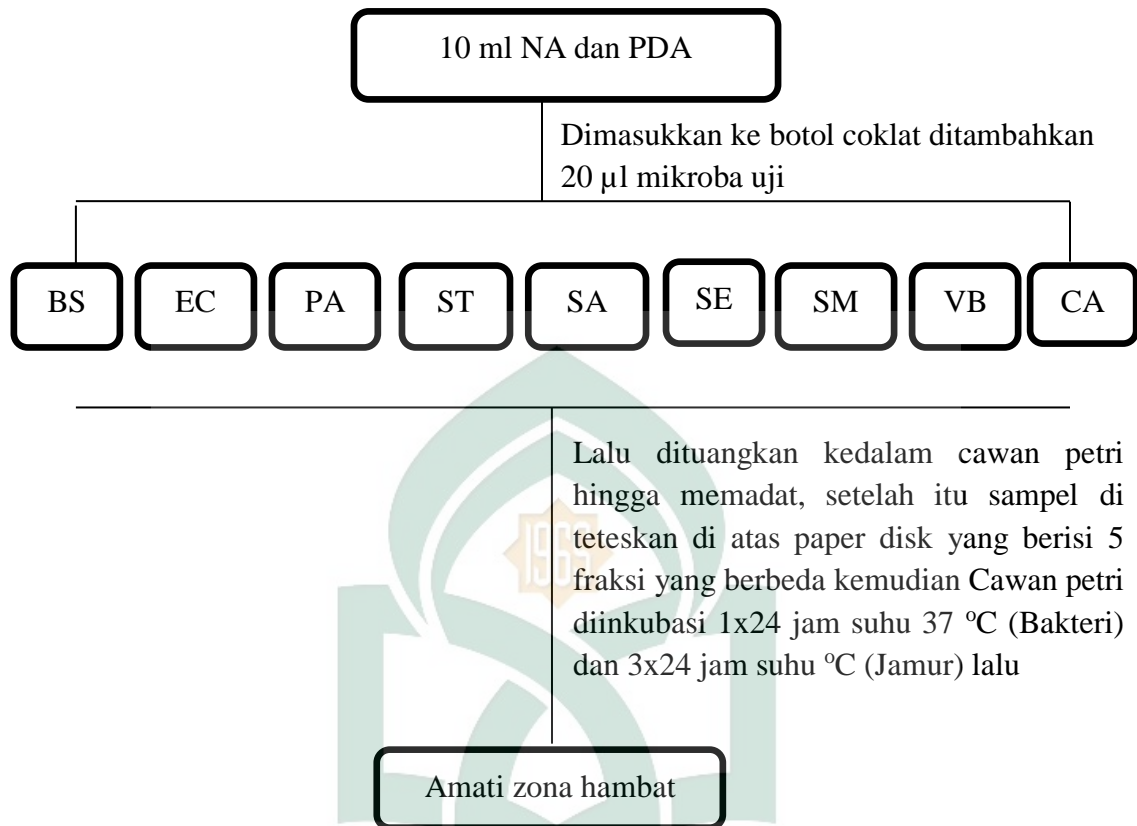 10 ml NA dan PDA
Dimasukkan ke botol coklat ditambahkan
20 µl mikroba uji
BS EC PA ST SA SE SM VB CA
Lalu dituangkan kedalam cawan petri
hingga memadat, setelah itu sampel di
teteskan di atas paper disk yang berisi 5
fraksi yang berbeda kemudian Cawan petri
diinkubasi 1x24 jam suhu 37 ºC (Bakteri)
dan 3x24 jam suhu ºC (Jamur) lalu
1965
Amati zona hambat